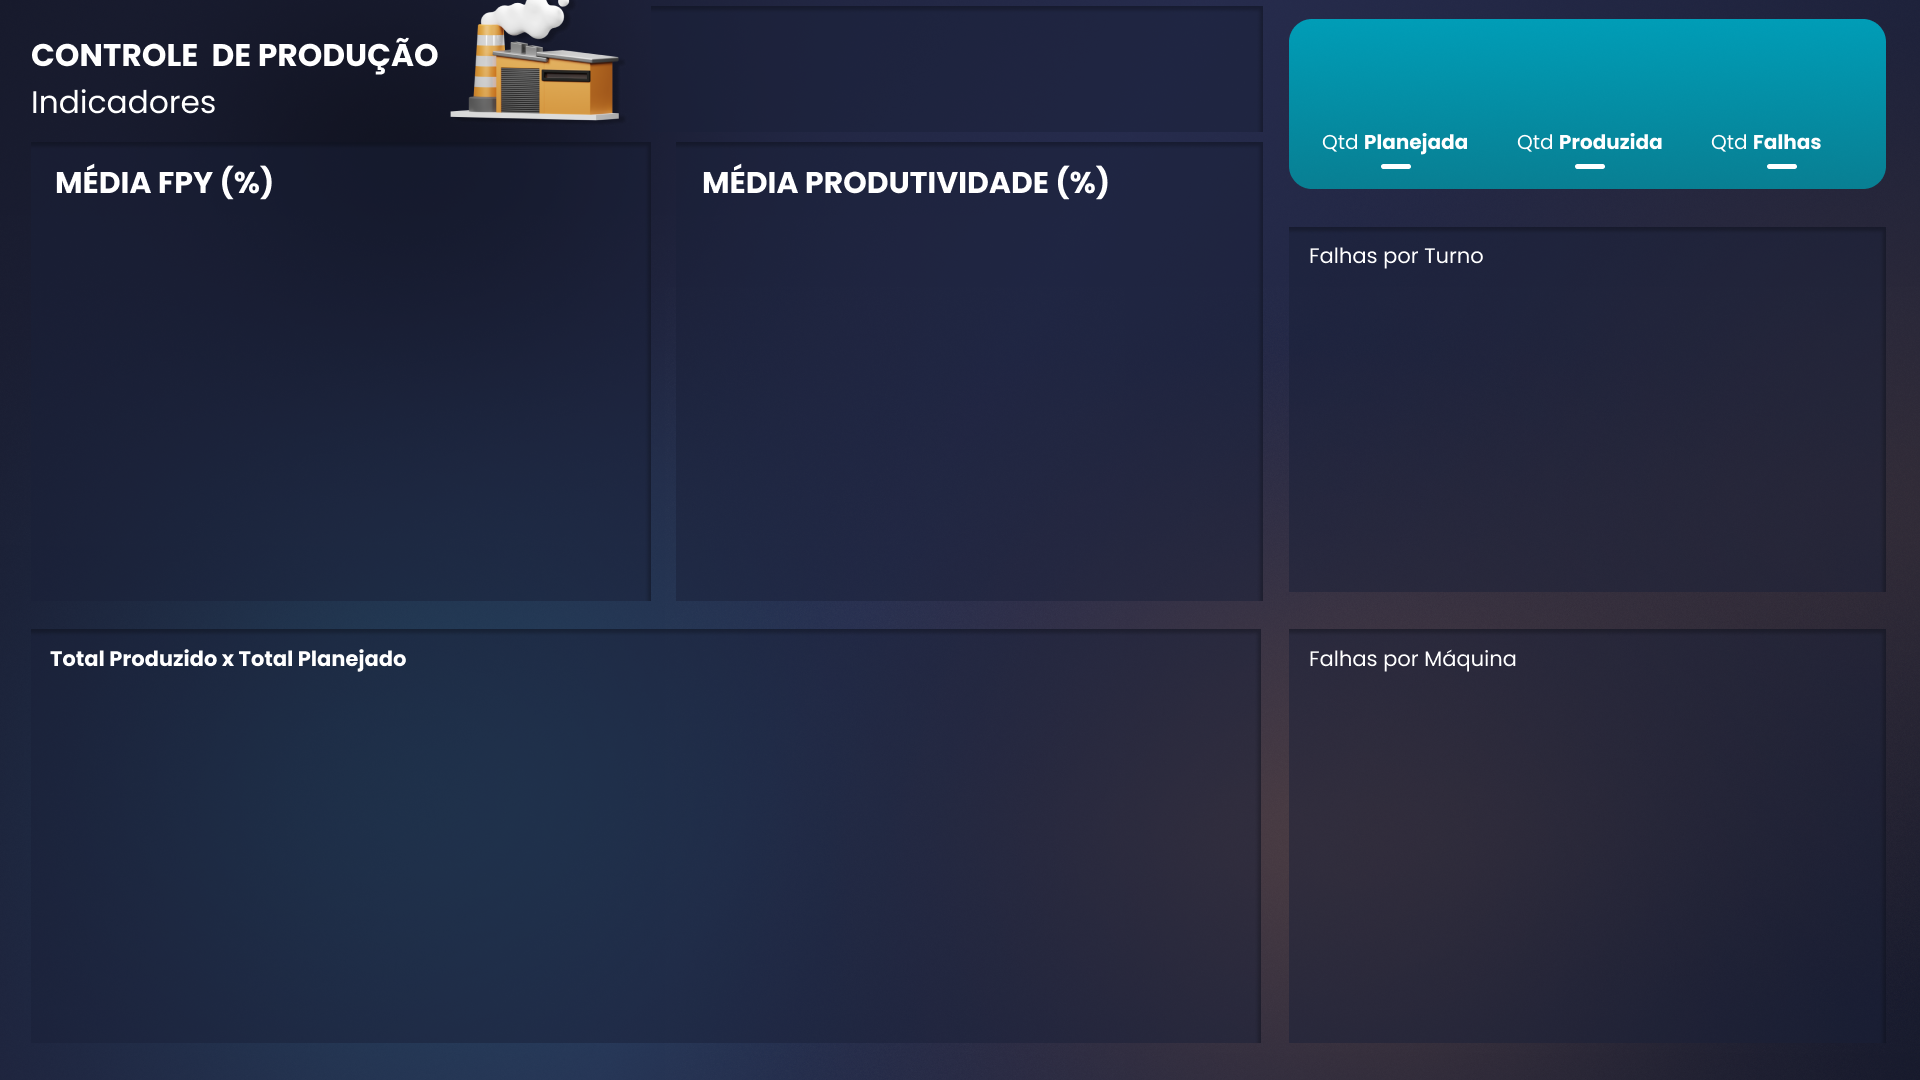 CONTROLE DE PRODUÇÃO
Indicadores
Qtd Planejada
Qtd Produzida
Qtd Falhas
MÉDIA FPY (%)
MÉDIA PRODUTIVIDADE (%)
Falhas por Turno
Total Produzido x Total Planejado
Falhas por Máquina